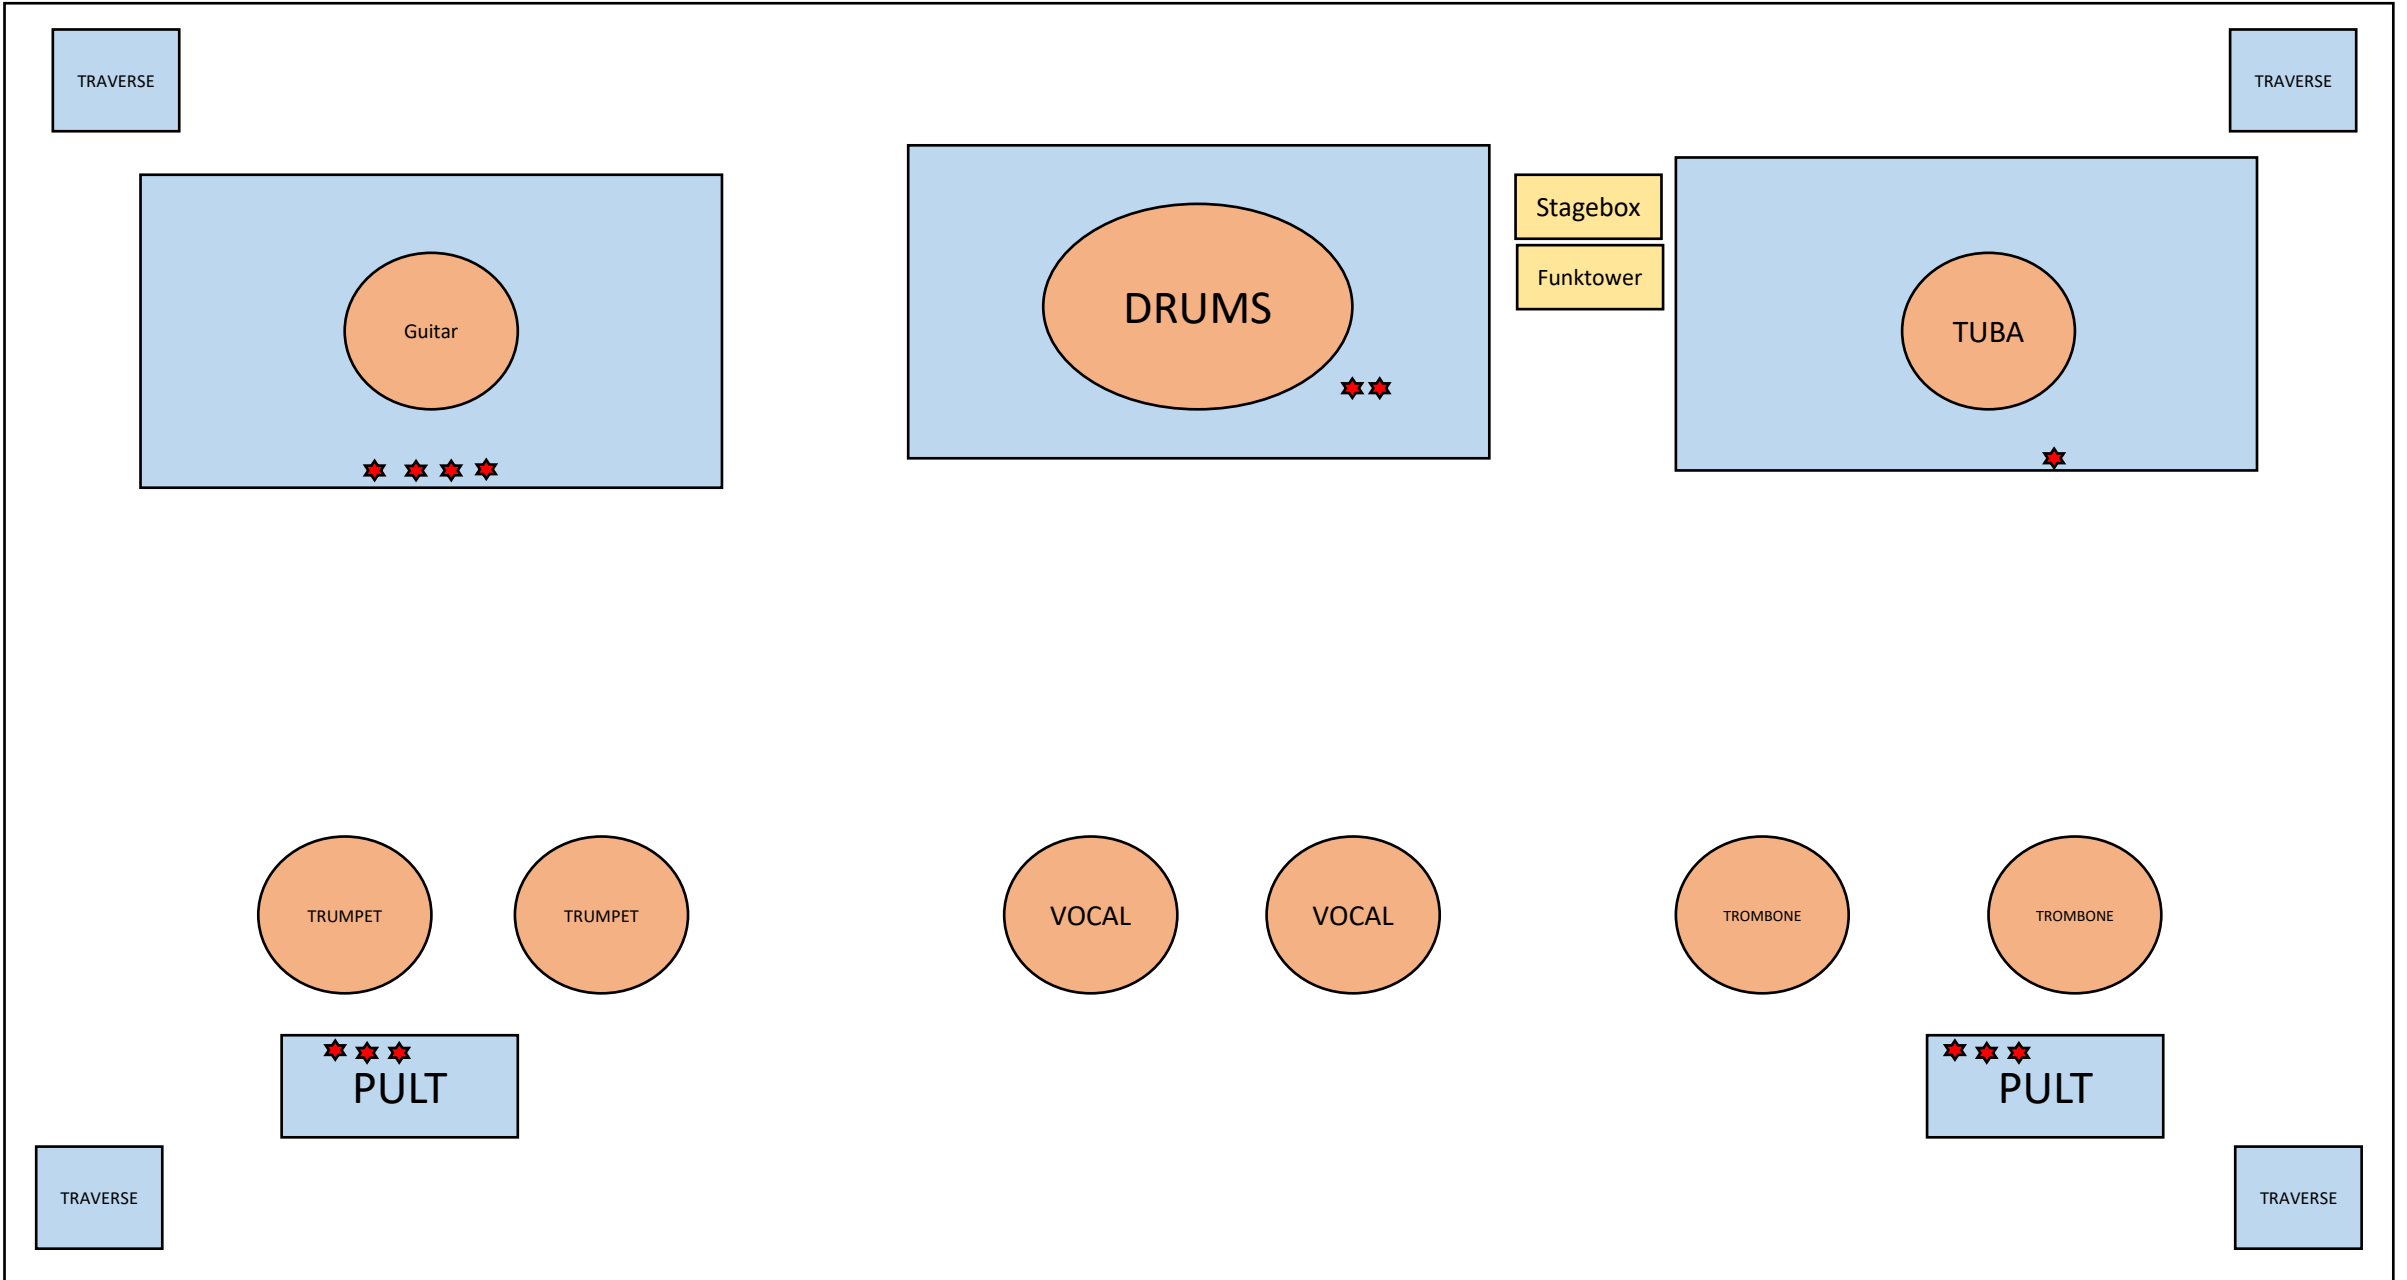 TRAVERSE
TRAVERSE
Stagebox
Funktower
Guitar
DRUMS
TUBA
TRUMPET
TRUMPET
VOCAL
VOCAL
TROMBONE
TROMBONE
PULT
PULT
TRAVERSE
TRAVERSE